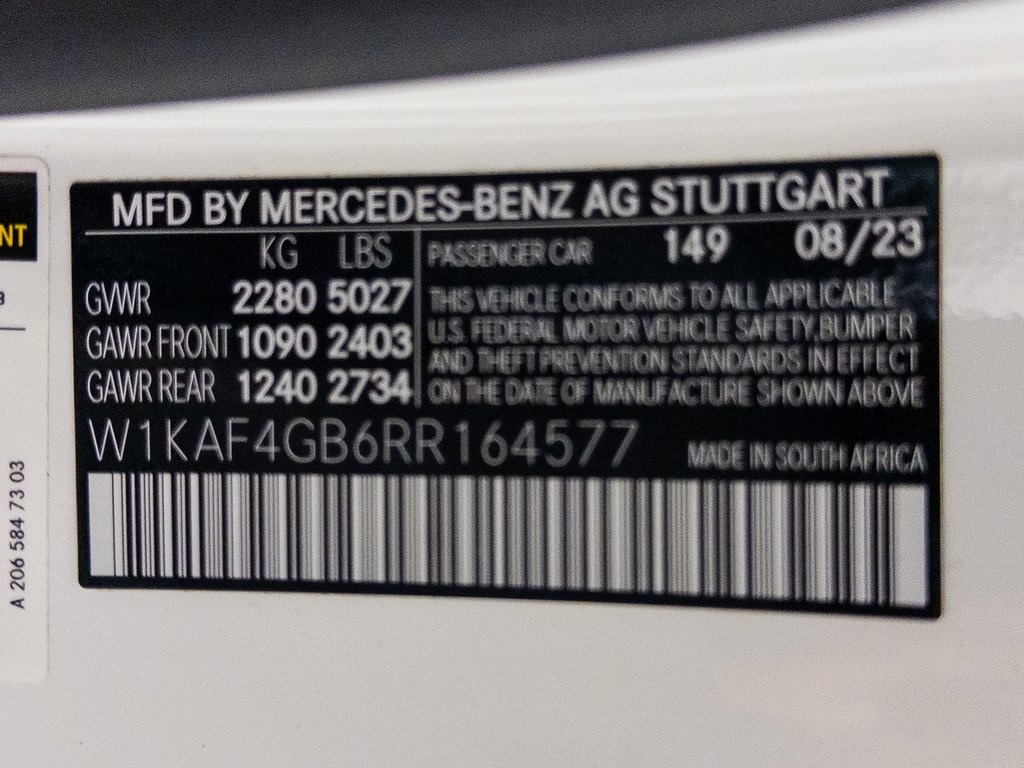 MFD BY MERCEDES-BENZ AG STUTTGART
KG LBS
GVWR 2280 5027
GAWR FRONT 1090 2403
GAWR REAR 1240 2734
PASSENGER CAR 149 08/23
THIS VEHICLE CONFORMS TO ALL APPLICABLE
U.S. FEDERAL MOTOR VEHICLE SAFETY, BUMPER
AND THEFT PREVENTION STANDARDS IN EFFECT
ON THE DATE OF MANUFACTURE SHOWN ABOVE
W1KAF4GB6RR164577
MADE IN SOUTH AFRICA
NT
A 206 584 73 03